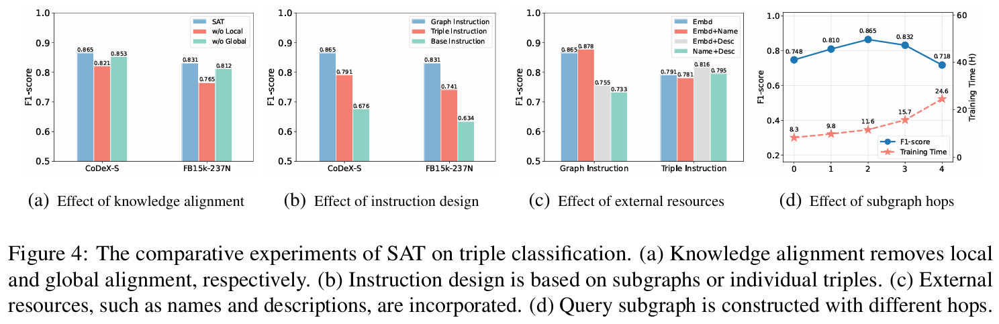 1.0
0.9
0.8
0.7
0.6
0.5
F1-score
SAT
w/o Local
w/o Global
0.865
0.821
0.853
0.831
0.765
0.812
CoDeX-S
FB15k-237N
(a) Effect of knowledge alignment
1.0
0.9
0.8
0.7
0.6
0.5
F1-score
Graph Instruction
Triple Instruction
Base Instruction
0.865
0.791
0.676
0.831
0.741
0.634
CoDeX-S
FB15k-237N
(b) Effect of instruction design
1.0
0.9
0.8
0.7
0.6
0.5
F1-score
Embd
Embd+Name
Embd+Desc
Name+Desc
0.865
0.878
0.755
0.733
0.791
0.781
0.816
0.795
Graph Instruction
Triple Instruction
(c) Effect of external resources
1.0
0.8
0.6
0.4
0.2
F1-score
0.748
0.810
0.865
0.832
0.718
8.3
9.8
11.6
15.7
24.6
F1-score
Training Time
60
40
20
0
Training Time (H)
0 1 2 3 4
(d) Effect of subgraph hops
Figure 4: The comparative experiments of SAT on triple classification. (a) Knowledge alignment removes local
and global alignment, respectively. (b) Instruction design is based on subgraphs or individual triples. (c) External
resources, such as names and descriptions, are incorporated. (d) Query subgraph is constructed with different hops.